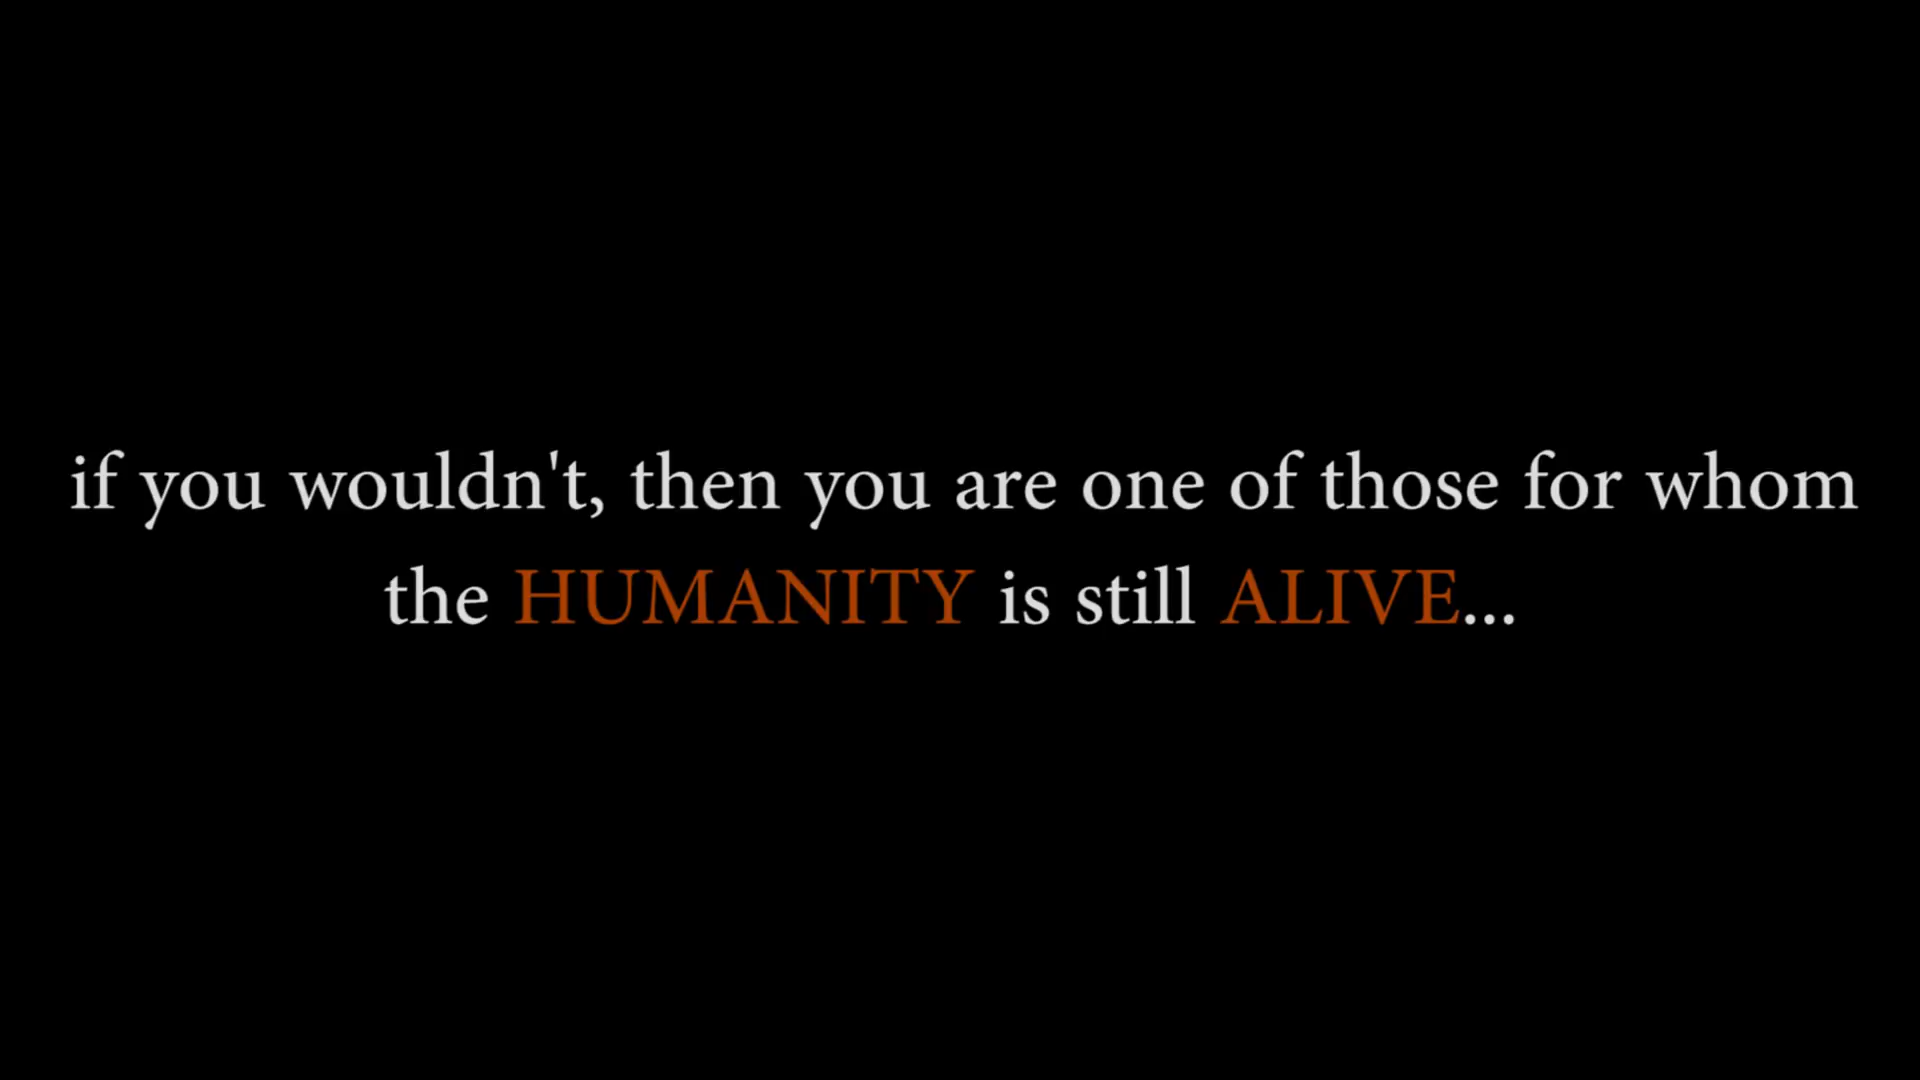 if you wouldn't, then you are one of those for whom
the HUMANITY is still ALIVE...